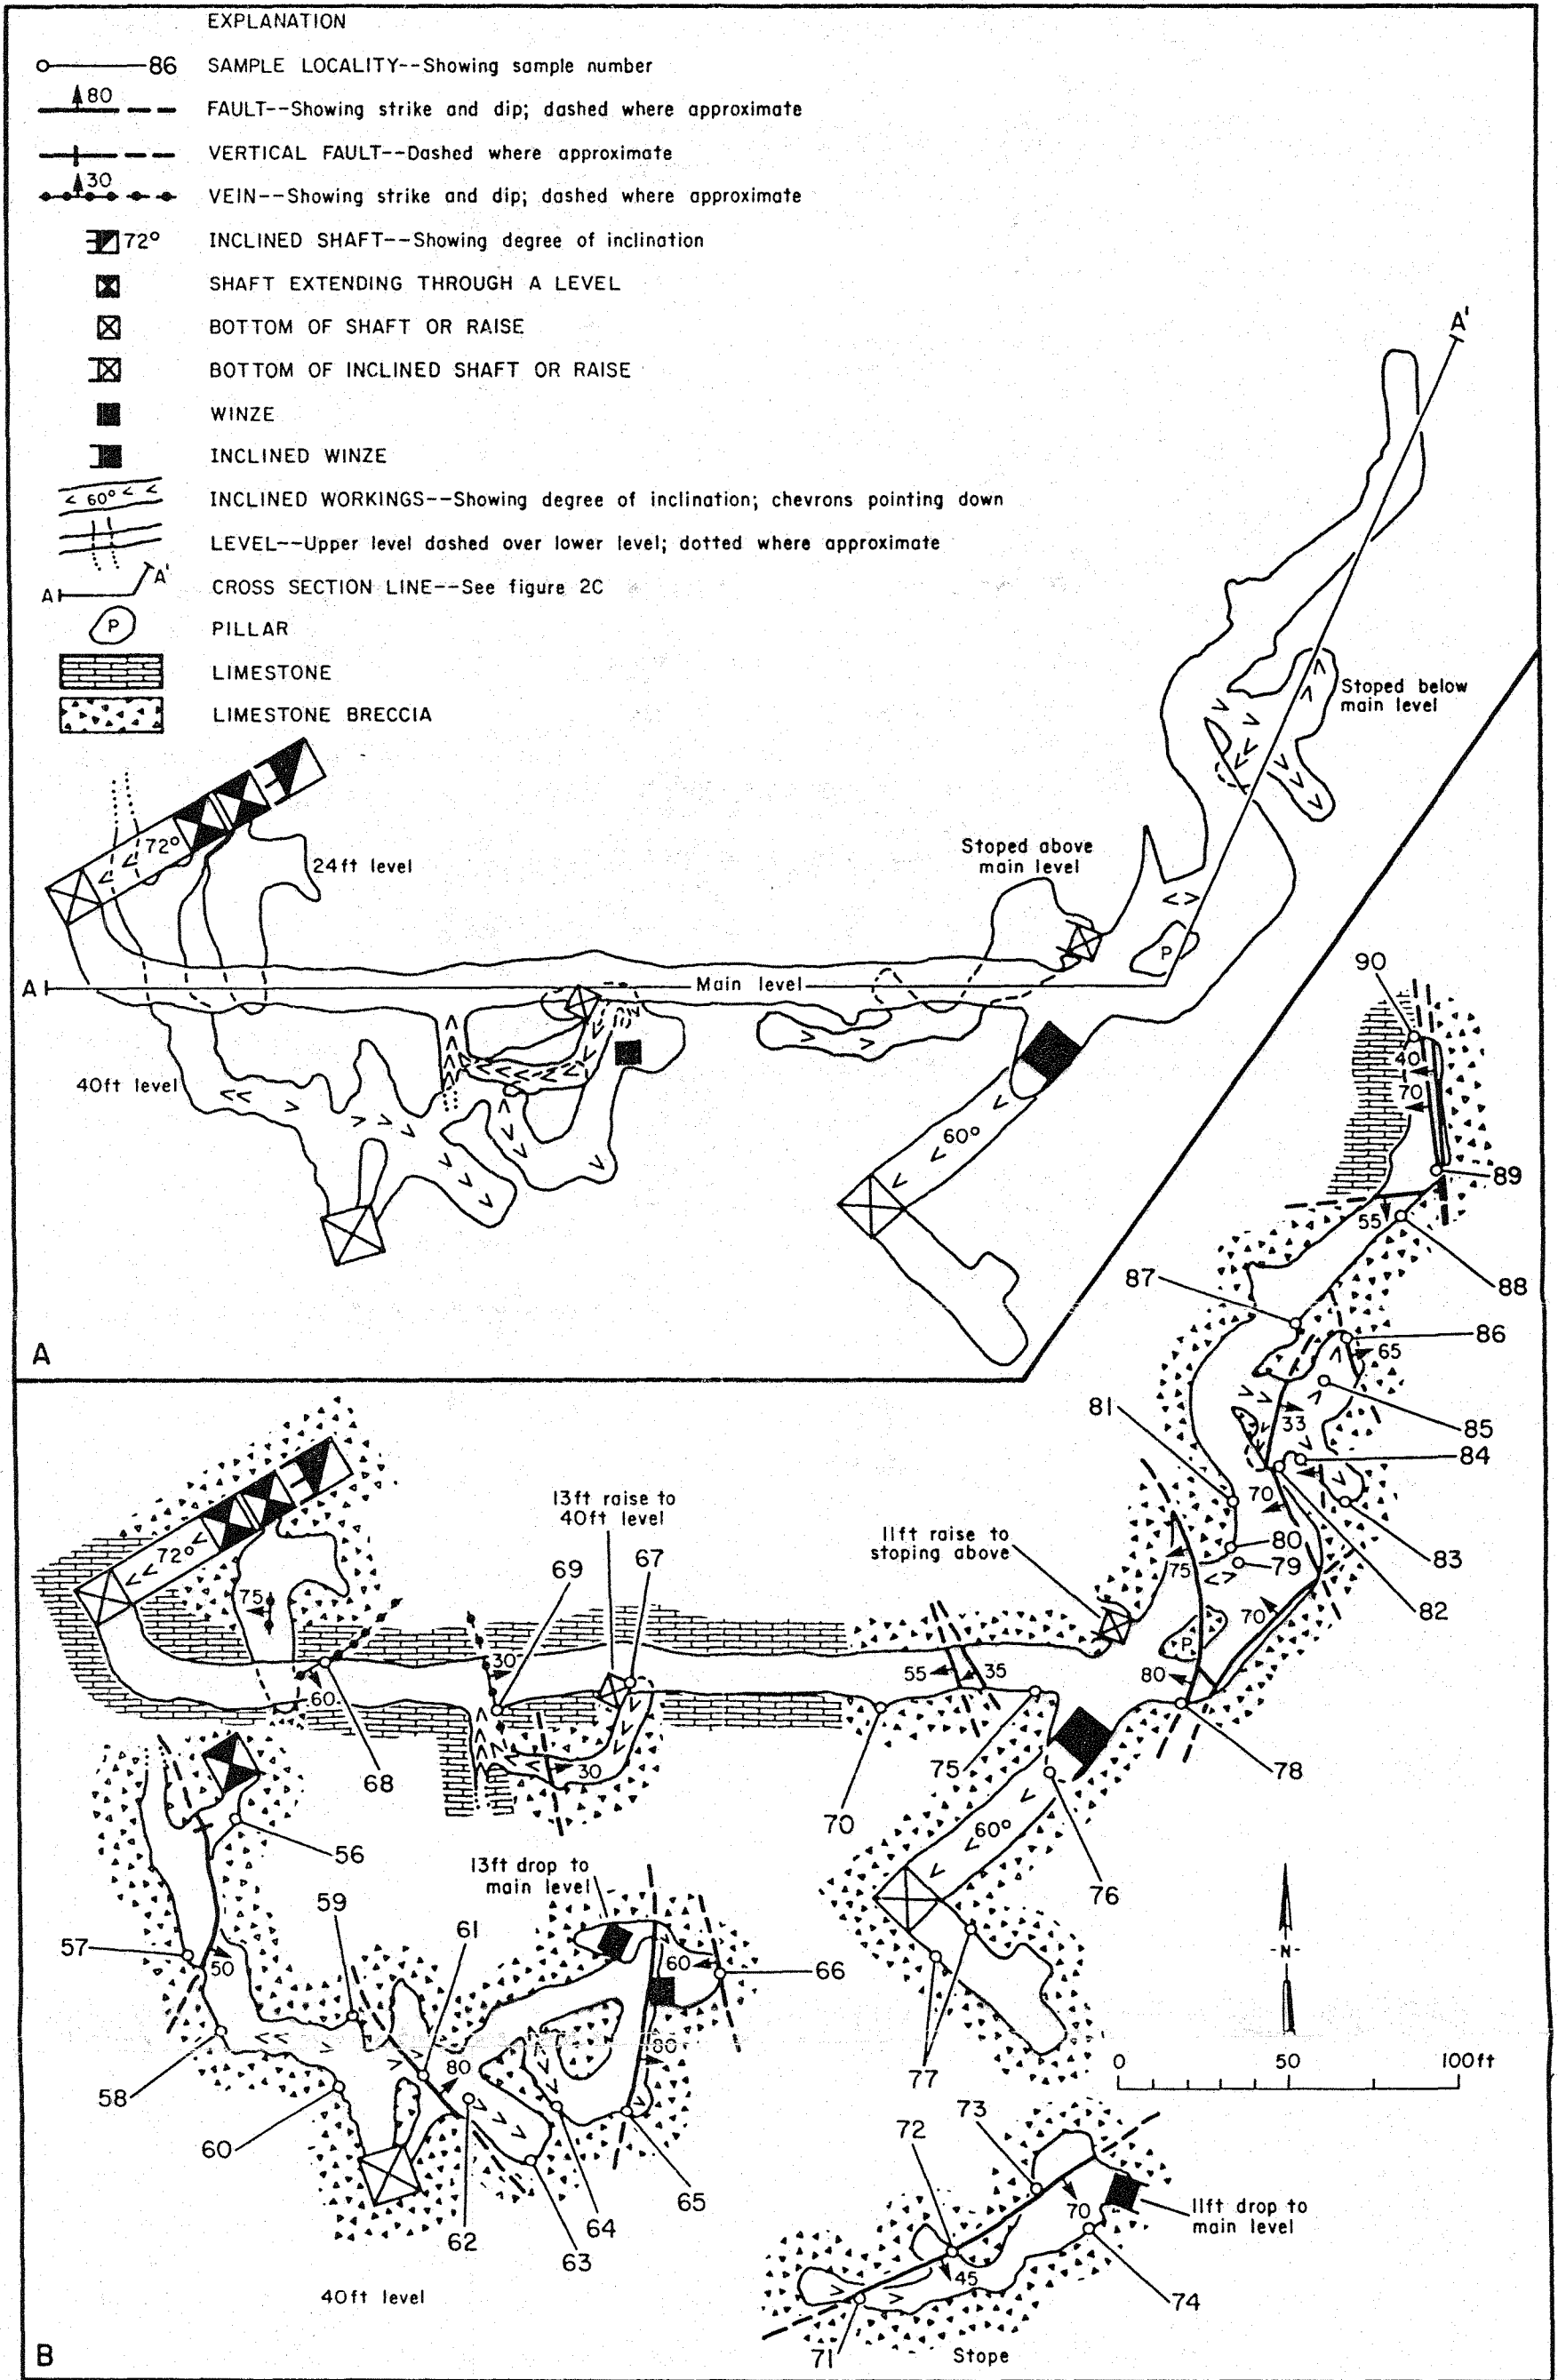 EXPLANATION
86 SAMPLE LOCALITY--Showing sample number
80 FAULT--Showing strike and dip; dashed where approximate
VERTICAL FAULT--Dashed where approximate
30 VEIN--Showing strike and dip; dashed where approximate
72° INCLINED SHAFT--Showing degree of inclination
SHAFT EXTENDING THROUGH A LEVEL
BOTTOM OF SHAFT OR RAISE
BOTTOM OF INCLINED SHAFT OR RAISE
WINZE
INCLINED WINZE
60° INCLINED WORKINGS--Showing degree of inclination; chevrons pointing down
LEVEL--Upper level dashed over lower level; dotted where approximate
A A' CROSS SECTION LINE--See figure 2C
P PILLAR
LIMESTONE
LIMESTONE BRECCIA
A'
Stoped below
main level
72°
24ft level
Stoped above
main level
P
A
Main level
40ft level
60°
A
90
40
70
89
55
88
87
86
65
81
33
85
84
70
83
82
13ft raise to
40ft level
11ft raise to
stoping above
80
79
75
72°
69
67
75
70
P
30
55
35
80
60
68
30
75
78
70
60°
76
56
13ft drop to
main level
59
61
57
50
60
66
-N-
80
80
77
0
50
100ft
58
60
62
64
63
65
73
72
70
11ft drop to
main level
45
74
71
40ft level
Stope
B